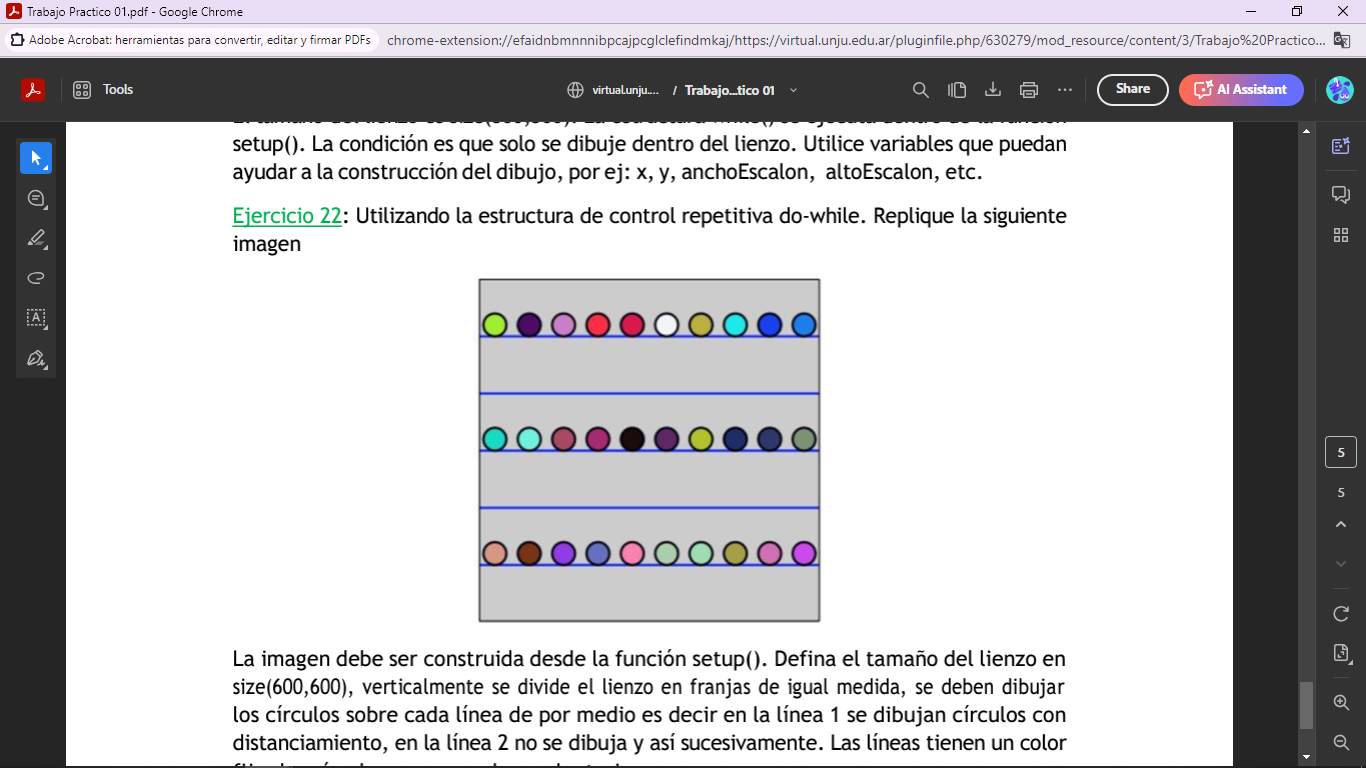 Trabajo Practico 01.pdf - Google Chrome
Adobe Acrobat: herramientas para convertir, editar y firmar PDFs chrome-extension://efaidnbmnnnibpcajpcglclefindmkaj/https://virtual.unju.edu.ar/pluginfile.php/630279/mod_resource/content/3/Trabajo%20Practico...
Tools virtual.unju.... / Trabajo...tico 01 Share AI Assistant
setup(). La condición es que solo se dibuje dentro del lienzo. Utilice variables que puedan
ayudar a la construcción del dibujo, por ej: x, y, anchoEscalon, altoEscalon, etc.
Ejercicio 22: Utilizando la estructura de control repetitiva do-while. Replique la siguiente
imagen
La imagen debe ser construida desde la función setup(). Defina el tamaño del lienzo en
size(600,600), verticalmente se divide el lienzo en franjas de igual medida, se deben dibujar
los círculos sobre cada línea de por medio es decir en la línea 1 se dibujan círculos con
distanciamiento, en la línea 2 no se dibuja y así sucesivamente. Las líneas tienen un color
5
5